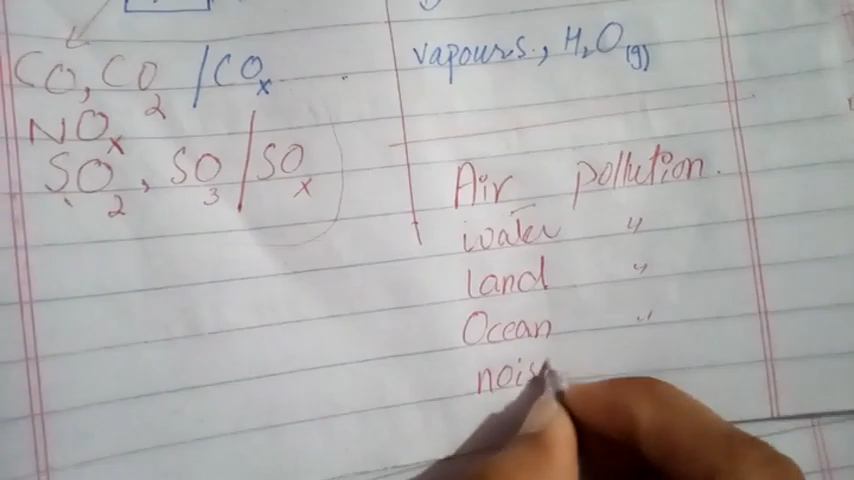 CO, CO₂ / COₓ
NOₓ
SO₂, SO₃ / SOₓ
vapours, H₂O(g)
Air pollution.
water "
land "
Ocean "
nois